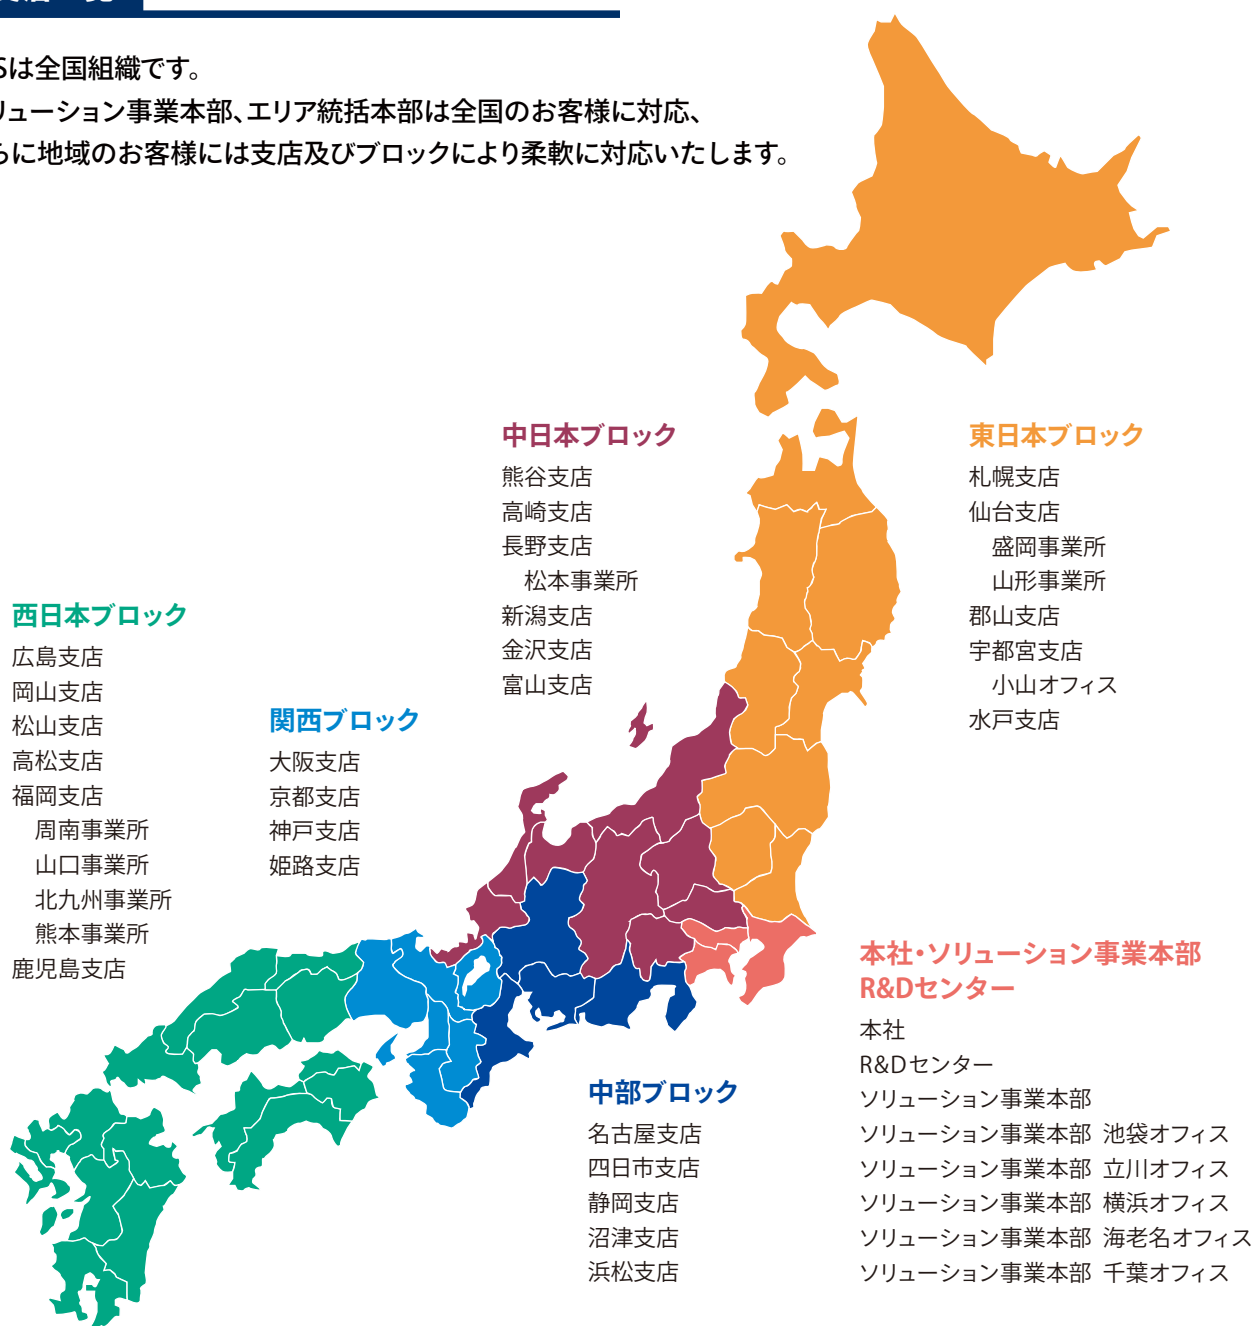 Sは全国組織です。
リューション事業本部、エリア統括本部は全国のお客様に対応、
らに地域のお客様には支店及びブロックにより柔軟に対応いたします。
中日本ブロック
熊谷支店
高崎支店
長野支店
松本事業所
新潟支店
金沢支店
富山支店
東日本ブロック
札幌支店
仙台支店
盛岡事業所
山形事業所
郡山支店
宇都宮支店
小山オフィス
水戸支店
西日本ブロック
広島支店
岡山支店
松山支店
高松支店
福岡支店
周南事業所
山口事業所
北九州事業所
熊本事業所
鹿児島支店
関西ブロック
大阪支店
京都支店
神戸支店
姫路支店
中部ブロック
名古屋支店
四日市支店
静岡支店
沼津支店
浜松支店
本社・ソリューション事業本部
R&Dセンター
本社
R&Dセンター
ソリューション事業本部
ソリューション事業本部 池袋オフィス
ソリューション事業本部 立川オフィス
ソリューション事業本部 横浜オフィス
ソリューション事業本部 海老名オフィス
ソリューション事業本部 千葉オフィス